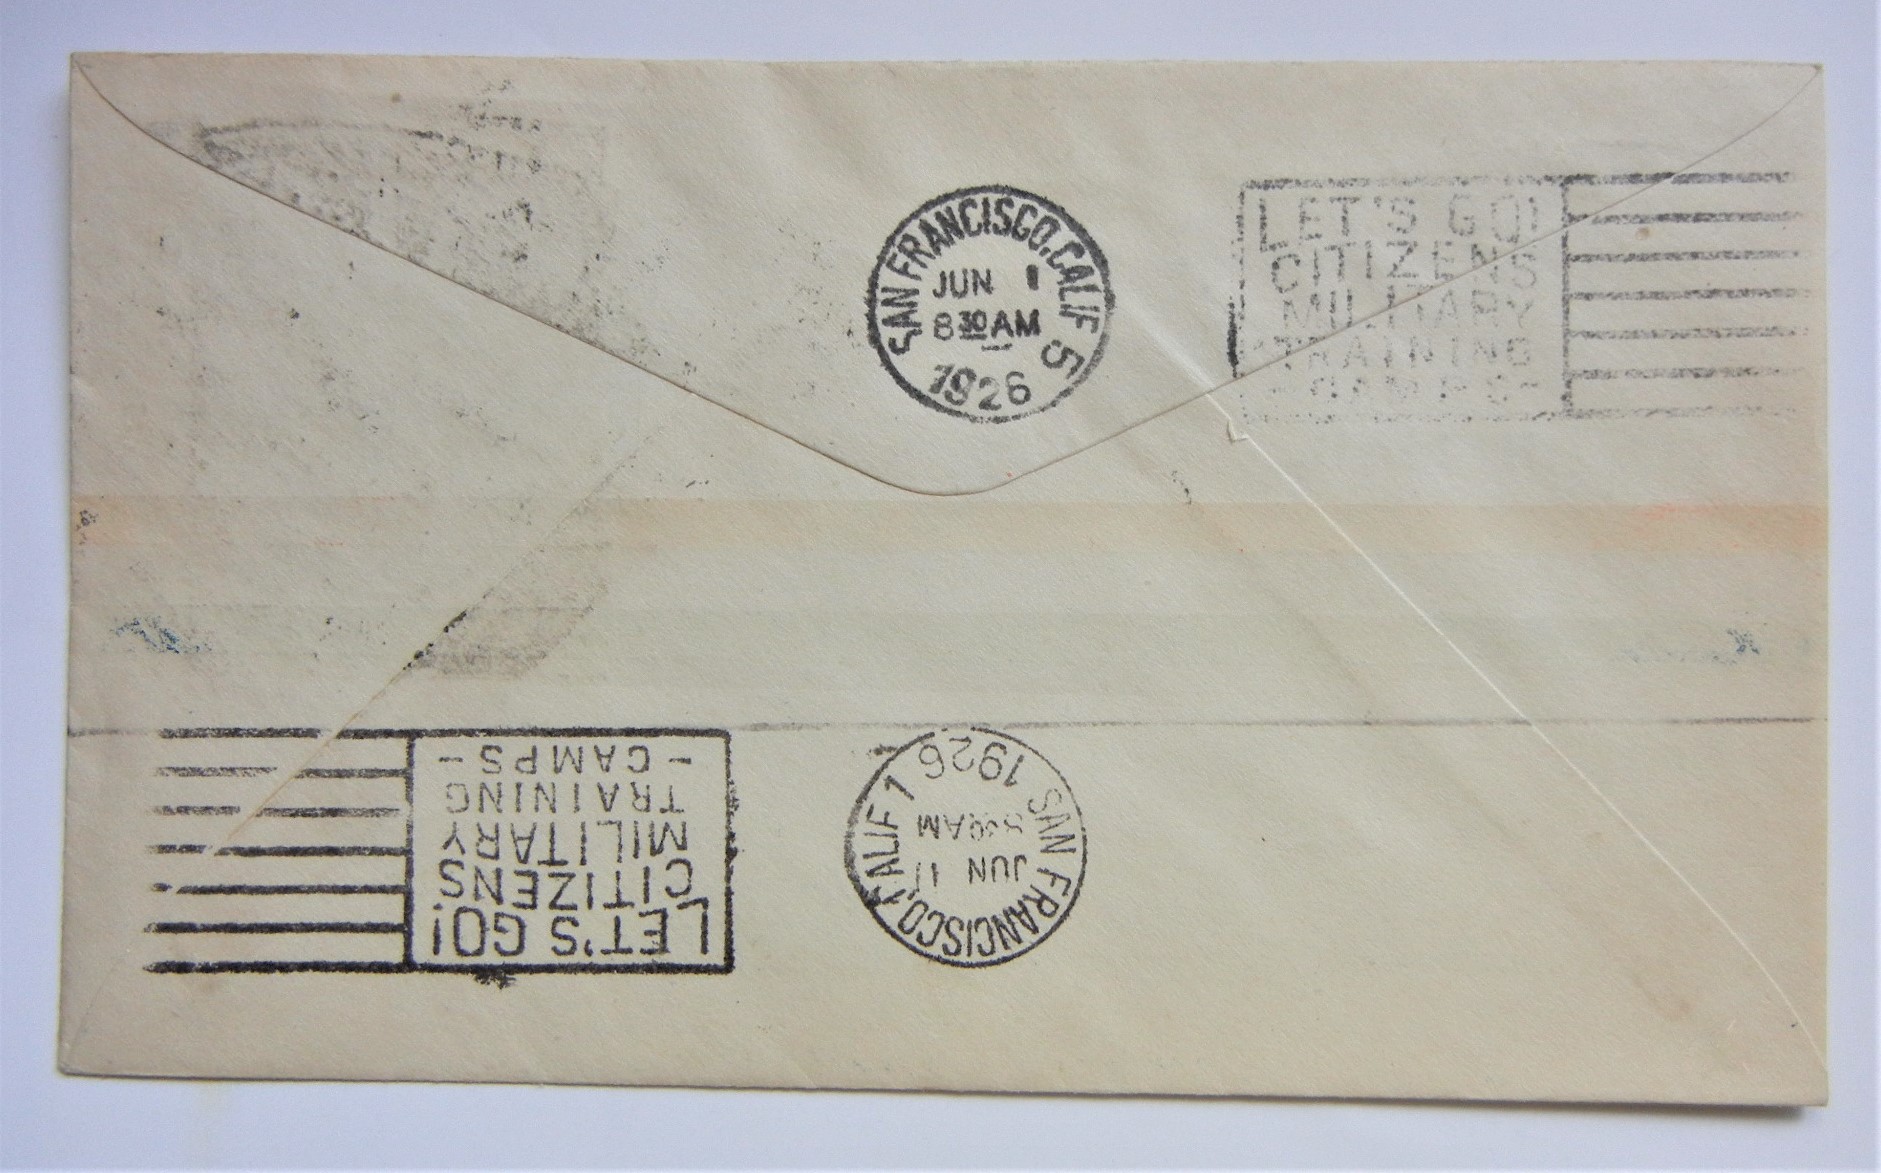 SAN FRANCISCO, CALIF 5
JUN 1
8 30 AM
1926
LET'S GO!
CITIZENS
MILITARY
TRAINING
- CAMPS -
LET'S GO!
CITIZENS
MILITARY
TRAINING
- CAMPS -
SAN FRANCISCO, CALIF 1
JUN 1
AM
1926